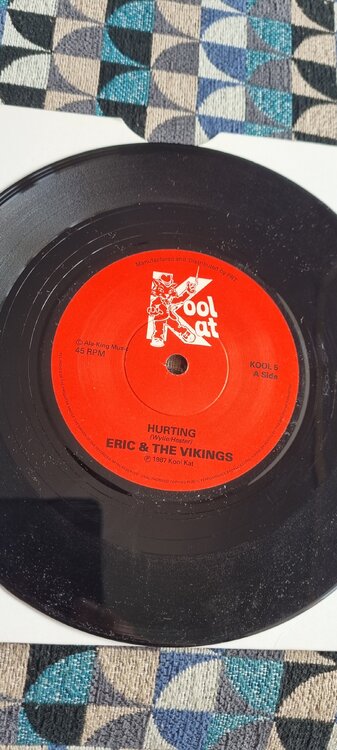 Manufactured and Distributed by PRT
Kool
Kat
© Ala-King Music
45 RPM
KOOL 5
A Side
HURTING
(Wylie/Hester)
ERIC & THE VIKINGS
℗ 1987 Kool Kat